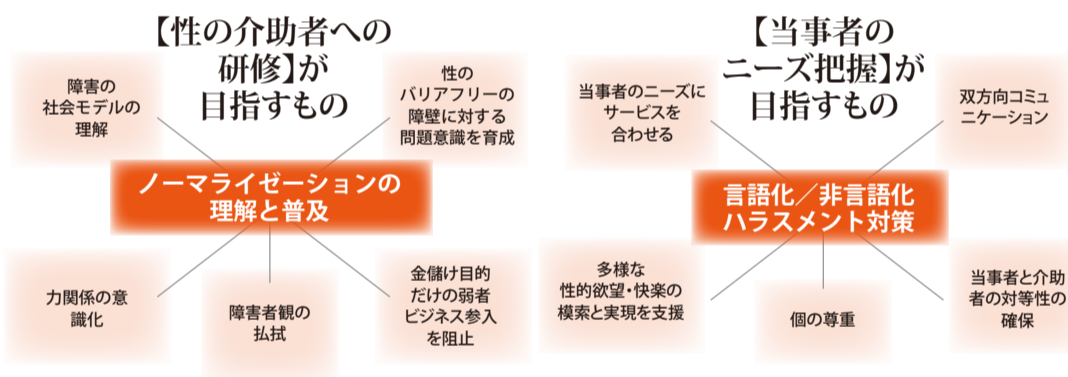 【性の介助者への
研修】が
目指すもの
障害の
社会モデルの
理解
性の
バリアフリーの
障壁に対する
問題意識を育成
ノーマライゼーションの
理解と普及
力関係の意
識化
障害者観の
払拭
金儲け目的
だけの弱者
ビジネス参入
を阻止
【当事者の
ニーズ把握】が
目指すもの
当事者のニーズに
サービスを
合わせる
双方向コミュ
ニケーション
言語化／非言語化
ハラスメント対策
多様な
性的欲望・快楽の
模索と実現を支援
個の尊重
当事者と介助
者の対等性の
確保